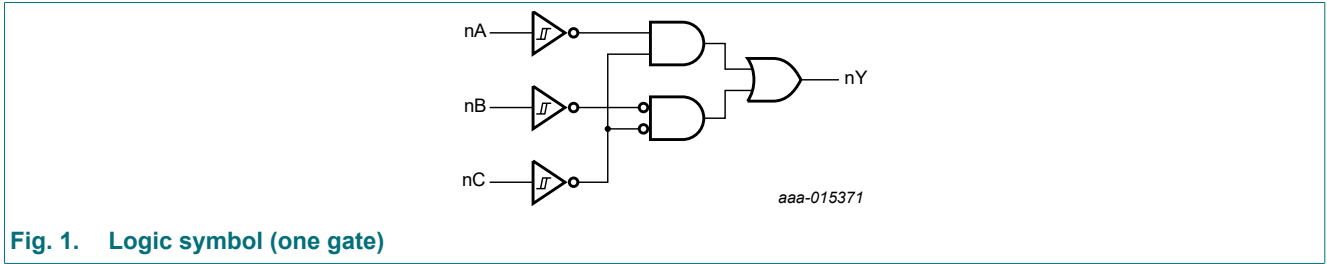 nA
nY
nB
nC
aaa-015371
Fig. 1. Logic symbol (one gate)